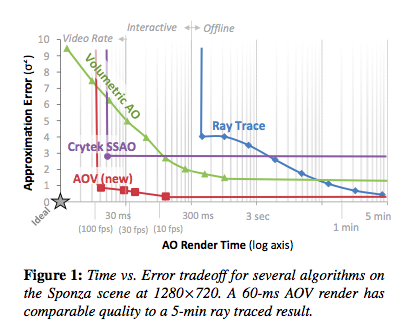 Video Rate
Interactive
Offline
10
9
8
7
6
5
4
3
2
1
Approximation Error (σ²)
Volumetric AO
Ray Trace
Crytek SSAO
AOV (new)
Ideal
30 ms
300 ms
3 sec
5 min
(100 fps) (30 fps) (10 fps)
1 min
AO Render Time (log axis)
Figure 1: Time vs. Error tradeoff for several algorithms on
the Sponza scene at 1280×720. A 60-ms AOV render has
comparable quality to a 5-min ray traced result.